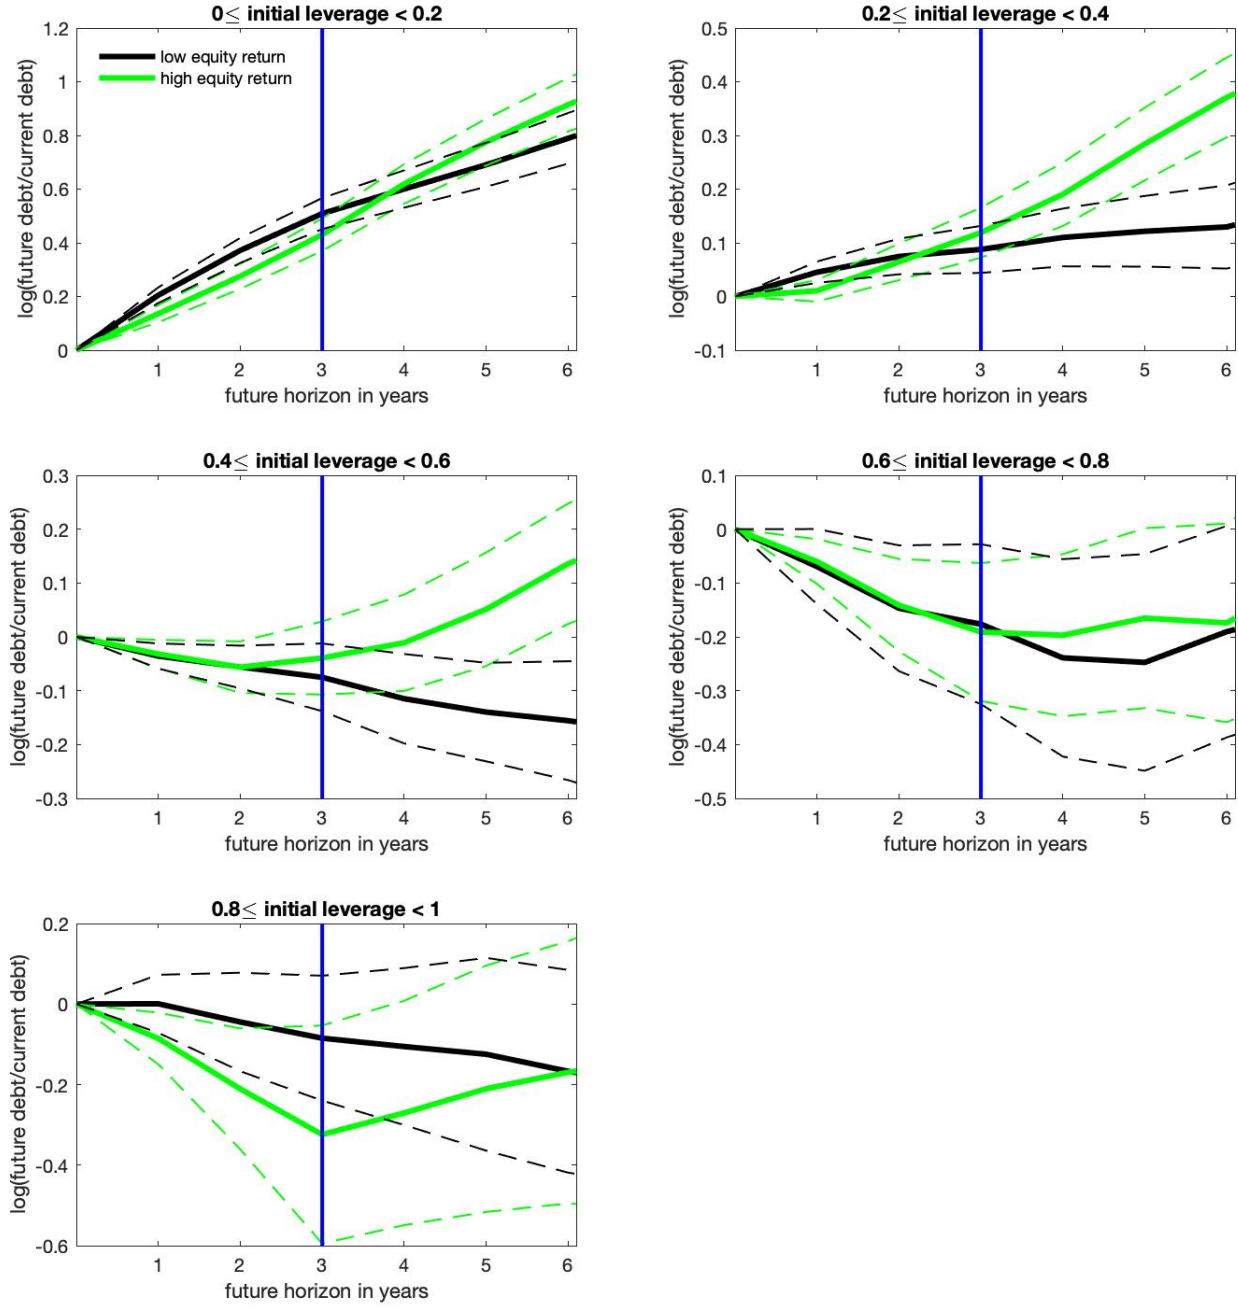 0≤ initial leverage < 0.2
log(future debt/current debt)
1.2
1
0.8
0.6
0.4
0.2
0
low equity return
high equity return
1 2 3 4 5 6
future horizon in years
0.2≤ initial leverage < 0.4
log(future debt/current debt)
0.5
0.4
0.3
0.2
0.1
0
-0.1
1 2 3 4 5 6
future horizon in years
0.4≤ initial leverage < 0.6
log(future debt/current debt)
0.3
0.2
0.1
0
-0.1
-0.2
-0.3
1 2 3 4 5 6
future horizon in years
0.6≤ initial leverage < 0.8
log(future debt/current debt)
0.1
0
-0.1
-0.2
-0.3
-0.4
-0.5
1 2 3 4 5 6
future horizon in years
0.8≤ initial leverage < 1
log(future debt/current debt)
0.2
0
-0.2
-0.4
-0.6
1 2 3 4 5 6
future horizon in years